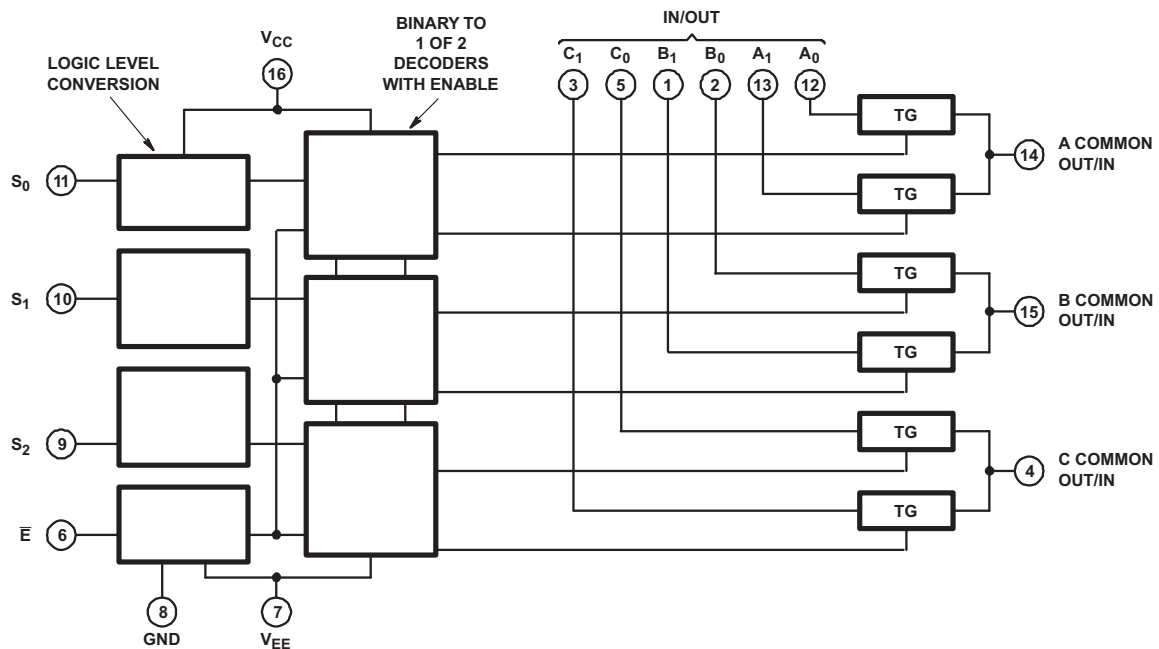 IN/OUT
BINARY TO
1 OF 2
DECODERS
WITH ENABLE
VCC
16
LOGIC LEVEL
CONVERSION
C1 C0 B1 B0 A1 A0
3 5 1 2 13 12
TG
A COMMON
OUT/IN
14
S0 11
TG
TG
S1 10
B COMMON
OUT/IN
15
TG
TG
S2 9
C COMMON
OUT/IN
4
TG
E̅ 6
8 7
GND VEE